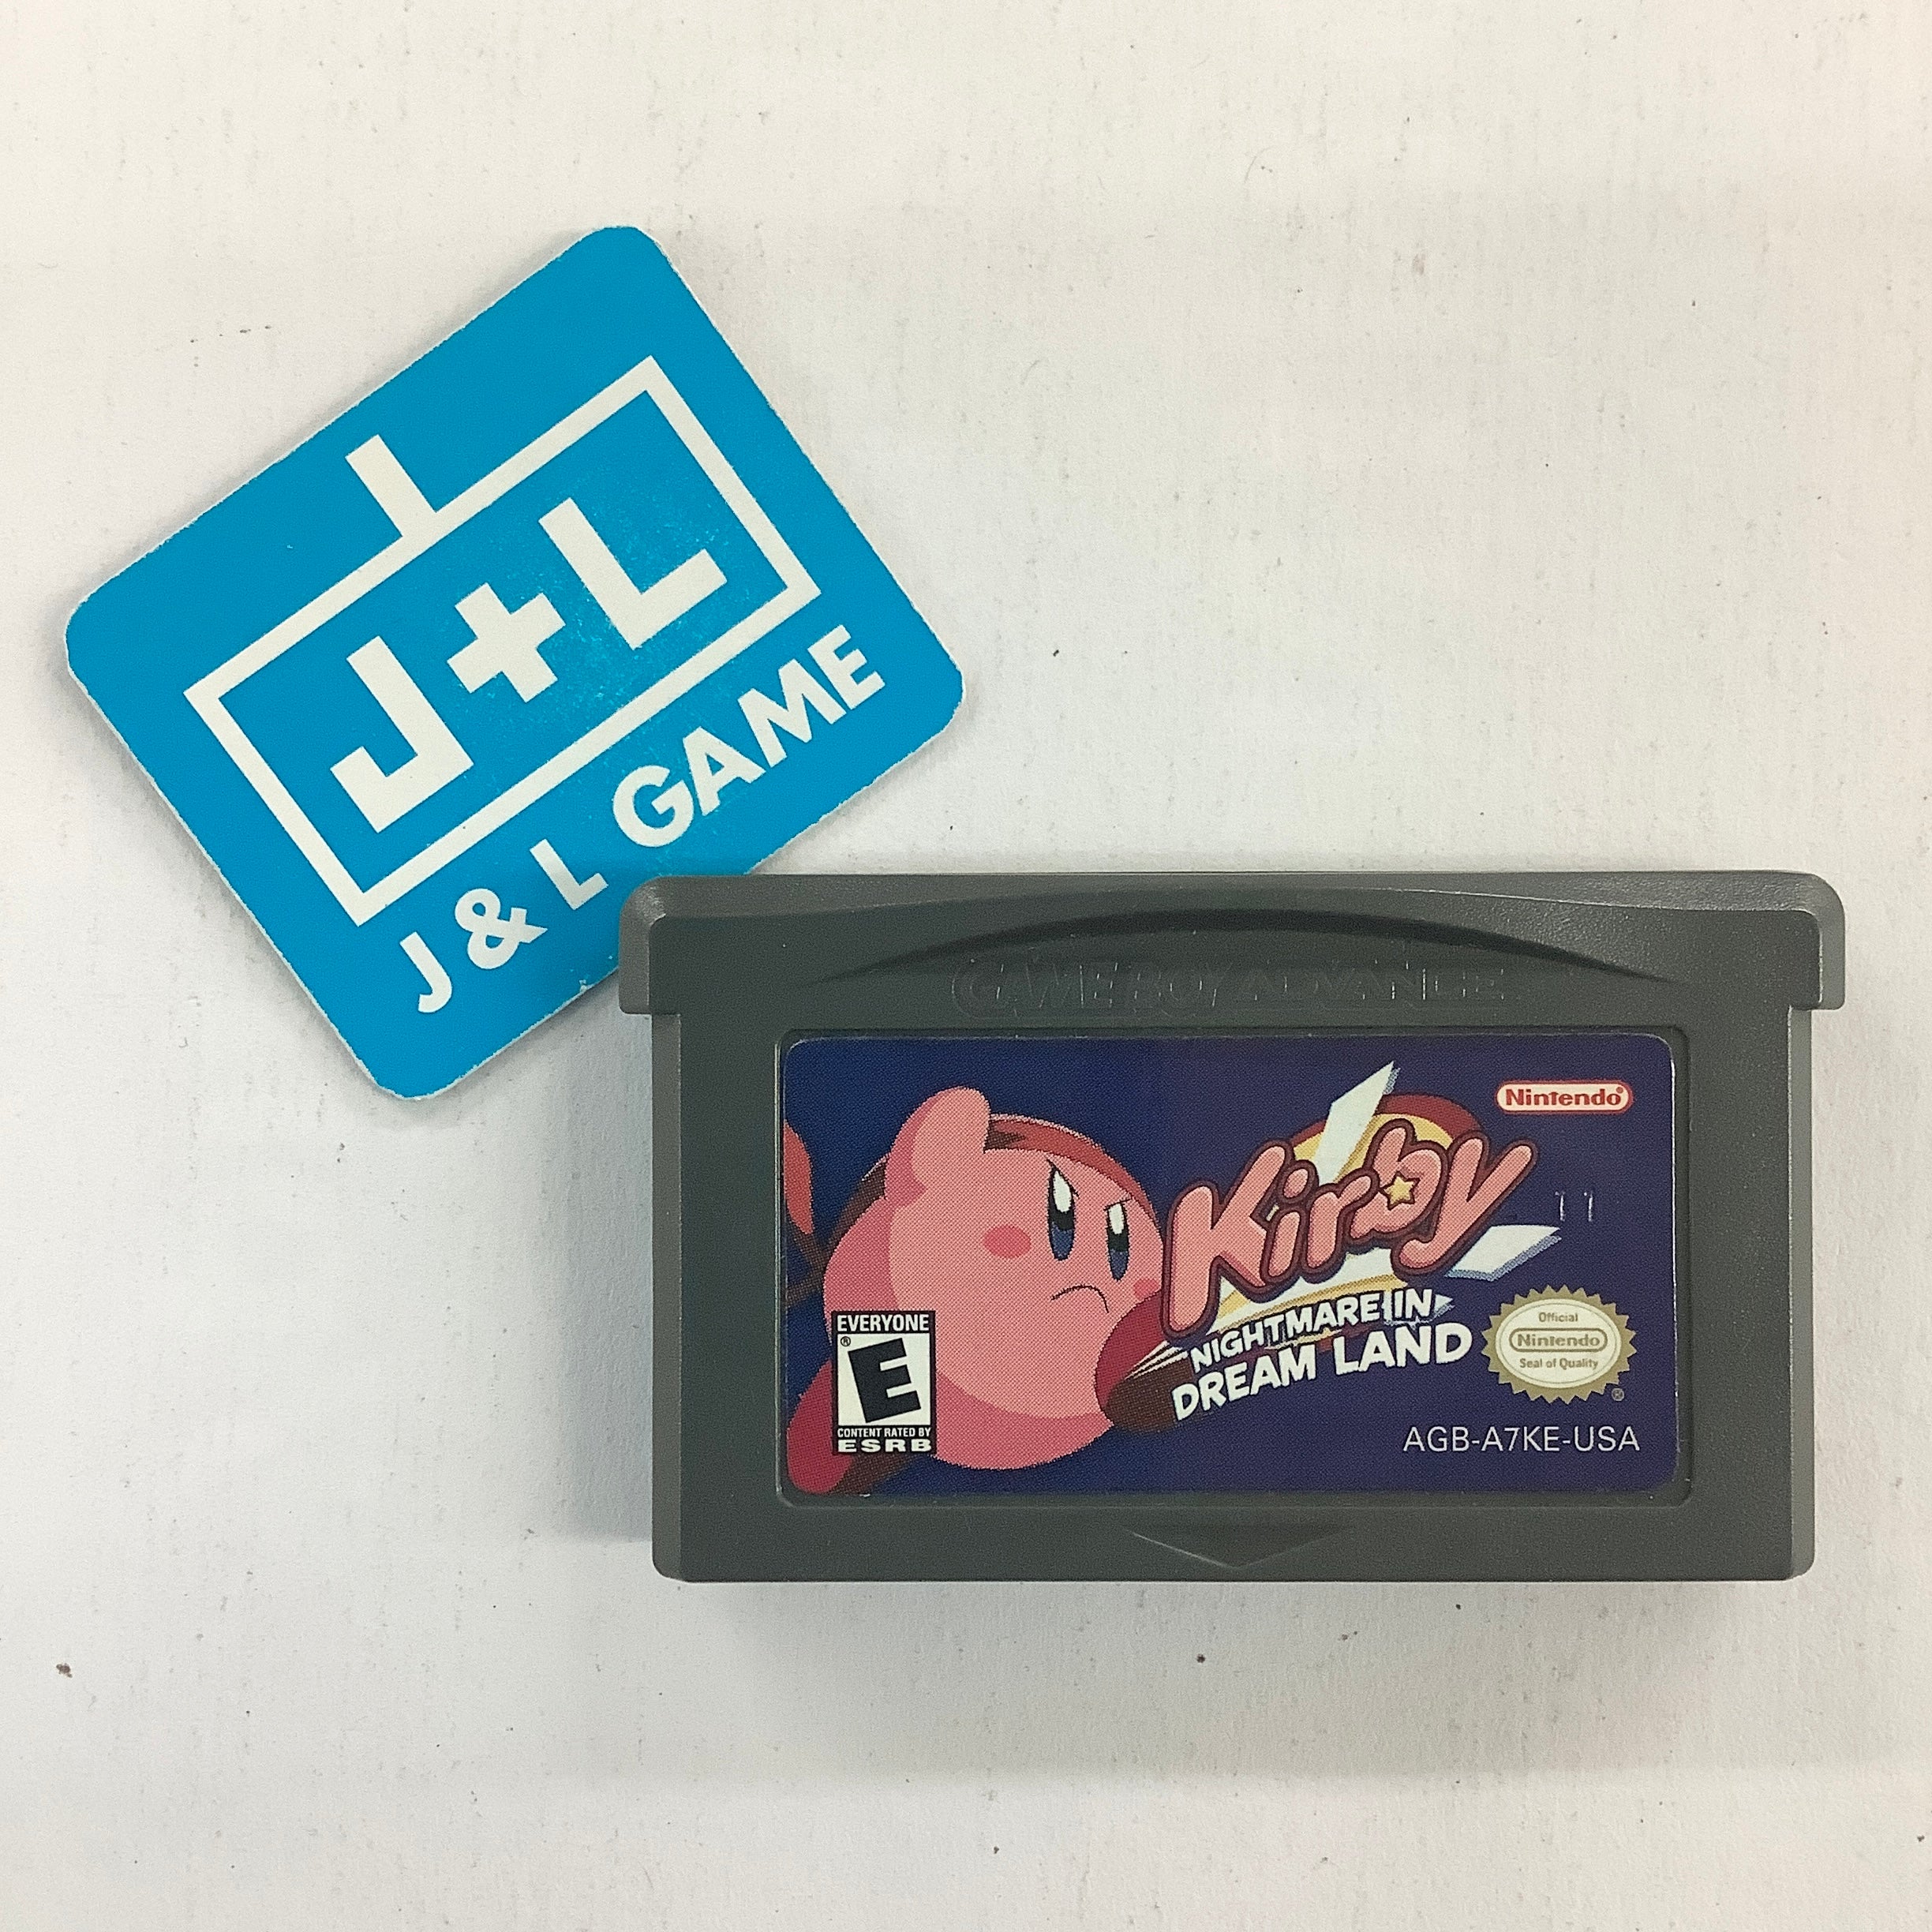 J+L
J & L GAME
GAME BOY ADVANCE
Nintendo®
Kirby
11
NIGHTMARE IN
DREAM LAND
EVERYONE
E
®
CONTENT RATED BY
ESRB
Official
Nintendo
Seal of Quality
®
AGB-A7KE-USA